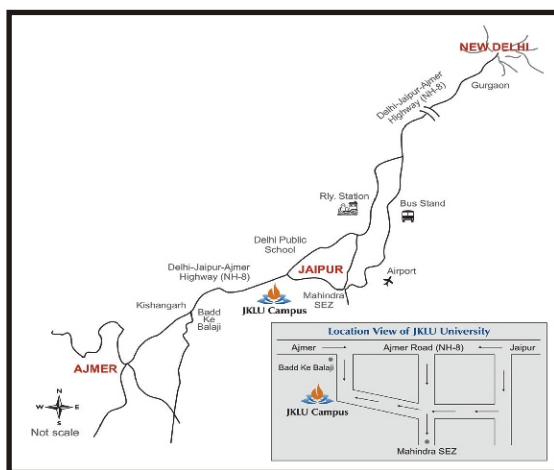 NEW DELHI
Gurgaon
Delhi-Jaipur-Ajmer
Highway (NH-8)
Rly. Station
Bus Stand
Delhi Public
School
JAIPUR
Airport
Delhi-Jaipur-Ajmer
Highway (NH-8)
Mahindra
SEZ
JKLU Campus
Kishangarh
Badd
Ke
Balaji
AJMER
N
W E
S
Not scale
Location View of JKLU University
Ajmer Ajmer Road (NH-8) Jaipur
Badd Ke Balaji
JKLU Campus
Mahindra SEZ